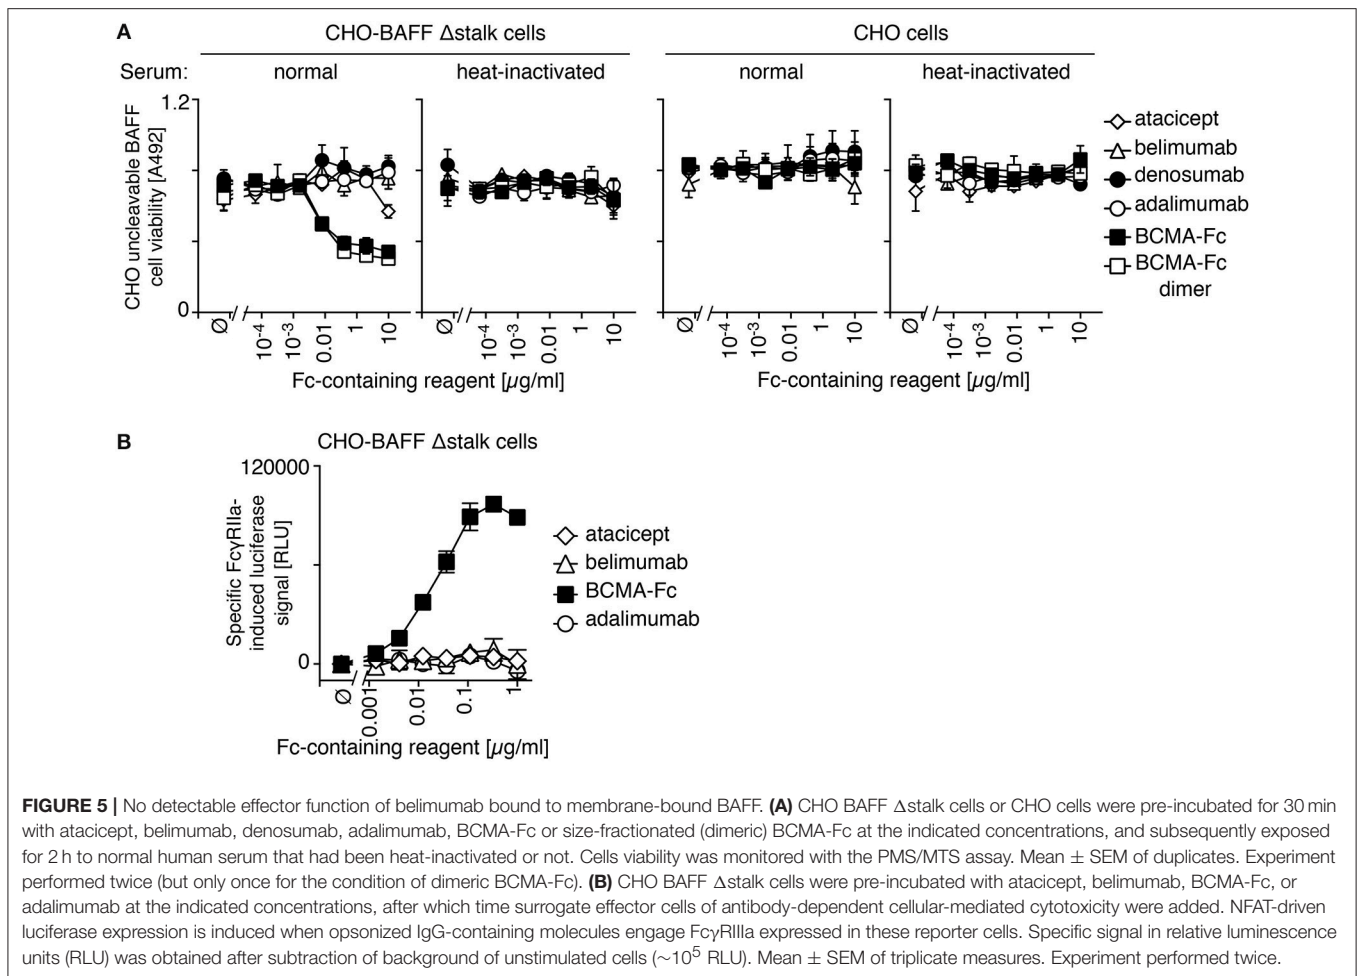 A
CHO-BAFF Δstalk cells
CHO cells
Serum:
normal
heat-inactivated
normal
heat-inactivated
CHO uncleavable BAFF
cell viability [A492]
1.2
0
Ø 10-4 10-3 0.01 1 10
Ø 10-4 10-3 0.01 1 10
Ø 10-4 10-3 0.01 1 10
Ø 10-4 10-3 0.01 1 10
Fc-containing reagent [µg/ml]
Fc-containing reagent [µg/ml]
atacicept
belimumab
denosumab
adalimumab
BCMA-Fc
BCMA-Fc
dimer
B
CHO-BAFF Δstalk cells
Specific FcγRIIa-
induced luciferase
signal [RLU]
120000
0
Ø 0.001 0.01 0.1 1
Fc-containing reagent [µg/ml]
atacicept
belimumab
BCMA-Fc
adalimumab
FIGURE 5 | No detectable effector function of belimumab bound to membrane-bound BAFF. (A) CHO BAFF Δstalk cells or CHO cells were pre-incubated for 30 min
with atacicept, belimumab, denosumab, adalimumab, BCMA-Fc or size-fractionated (dimeric) BCMA-Fc at the indicated concentrations, and subsequently exposed
for 2 h to normal human serum that had been heat-inactivated or not. Cells viability was monitored with the PMS/MTS assay. Mean ± SEM of duplicates. Experiment
performed twice (but only once for the condition of dimeric BCMA-Fc). (B) CHO BAFF Δstalk cells were pre-incubated with atacicept, belimumab, BCMA-Fc, or
adalimumab at the indicated concentrations, after which time surrogate effector cells of antibody-dependent cellular-mediated cytotoxicity were added. NFAT-driven
luciferase expression is induced when opsonized IgG-containing molecules engage FcγRIIIa expressed in these reporter cells. Specific signal in relative luminescence
units (RLU) was obtained after subtraction of background of unstimulated cells (~10⁵ RLU). Mean ± SEM of triplicate measures. Experiment performed twice.